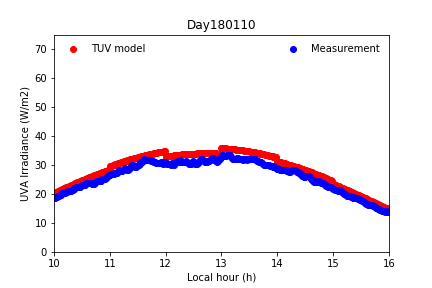 Day180110
TUV model
Measurement
UVA Irradiance (W/m2)
70
60
50
40
30
20
10
0
10 11 12 13 14 15 16
Local hour (h)